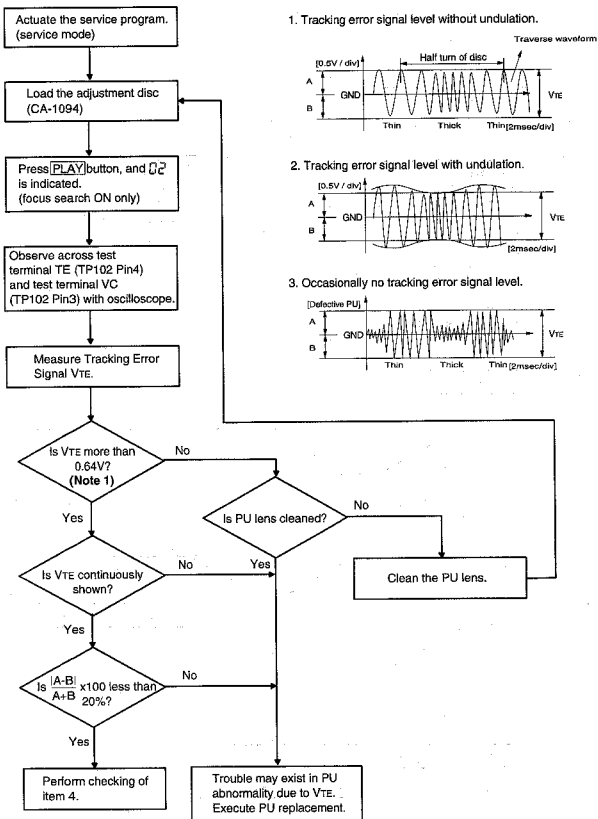 Actuate the service program.
(service mode)
Load the adjustment disc
(CA-1094)
Press PLAY button, and 02
is indicated.
(focus search ON only)
Observe across test
terminal TE (TP102 Pin4)
and test terminal VC
(TP102 Pin3) with oscilloscope.
Measure Tracking Error
Signal VTE.
Is VTE more than
0.64V?
(Note 1)
No
Yes
Is PU lens cleaned?
No
Yes
Clean the PU lens.
Is VTE continuously
shown?
No
Yes
Is |A-B| / A+B x100 less than
20%?
No
Yes
Perform checking of
item 4.
Trouble may exist in PU
abnormality due to VTE.
Execute PU replacement.
1. Tracking error signal level without undulation.
Traverse waveform
[0.5V / div]
Half turn of disc
A
GND
B
VTE
Thin Thick Thin [2msec/div]
2. Tracking error signal level with undulation.
[0.5V / div]
A
GND
B
VTE
[2msec/div]
3. Occasionally no tracking error signal level.
[Defective PU]
A
GND
B
VTE
Thin Thick Thin [2msec/div]